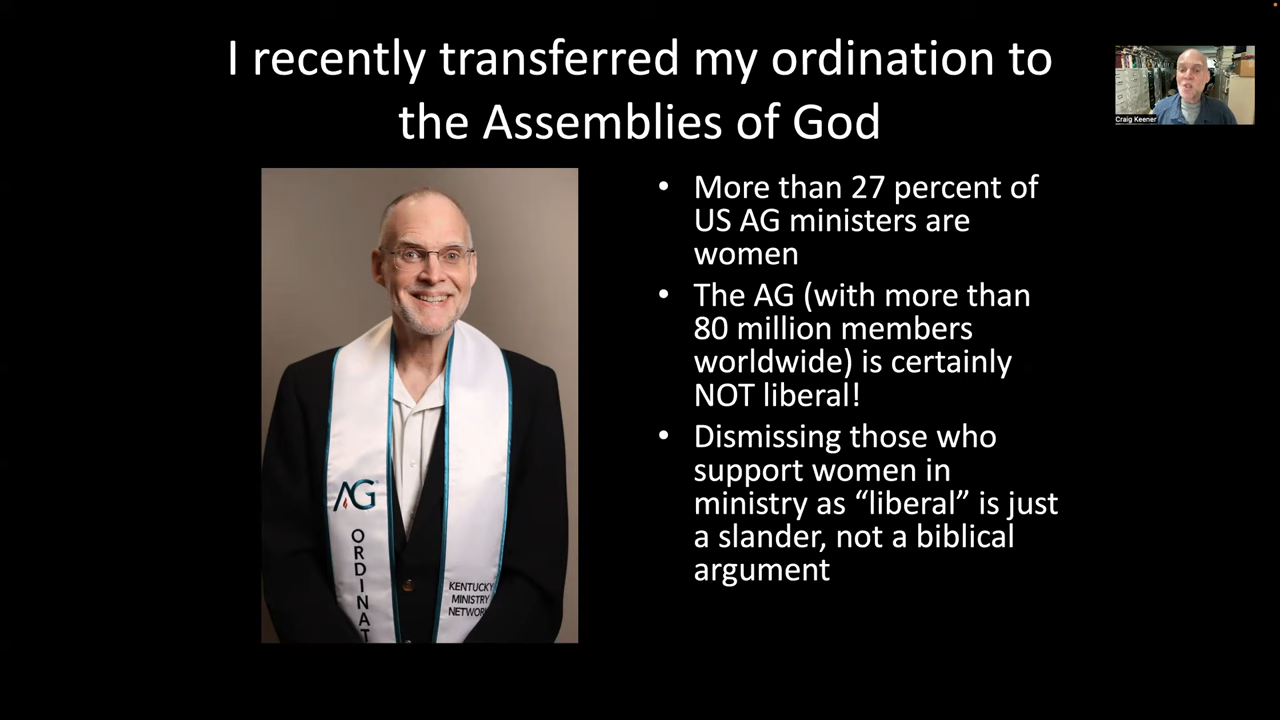 I recently transferred my ordination to
the Assemblies of God
Craig Keener
• More than 27 percent of
US AG ministers are
women
• The AG (with more than
80 million members
worldwide) is certainly
NOT liberal!
• Dismissing those who
support women in
ministry as “liberal” is just
a slander, not a biblical
argument
AG
ORDINAT
KENTUCKY
MINISTRY
NETWORK